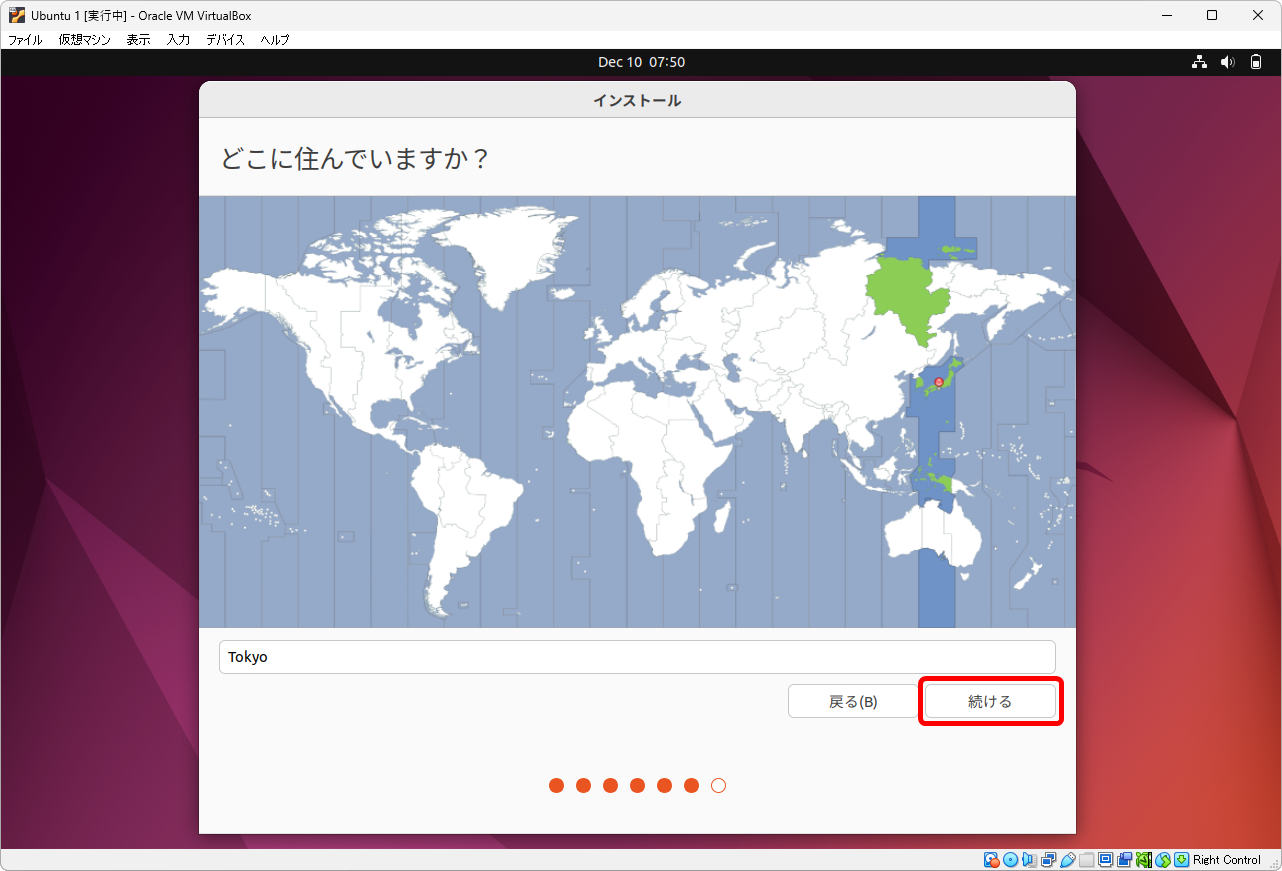 Ubuntu 1 [実行中] - Oracle VM VirtualBox
ファイル 仮想マシン 表示 入力 デバイス ヘルプ
Dec 10 07:50
インストール
どこに住んでいますか？
Tokyo
戻る(B) 続ける
Right Control